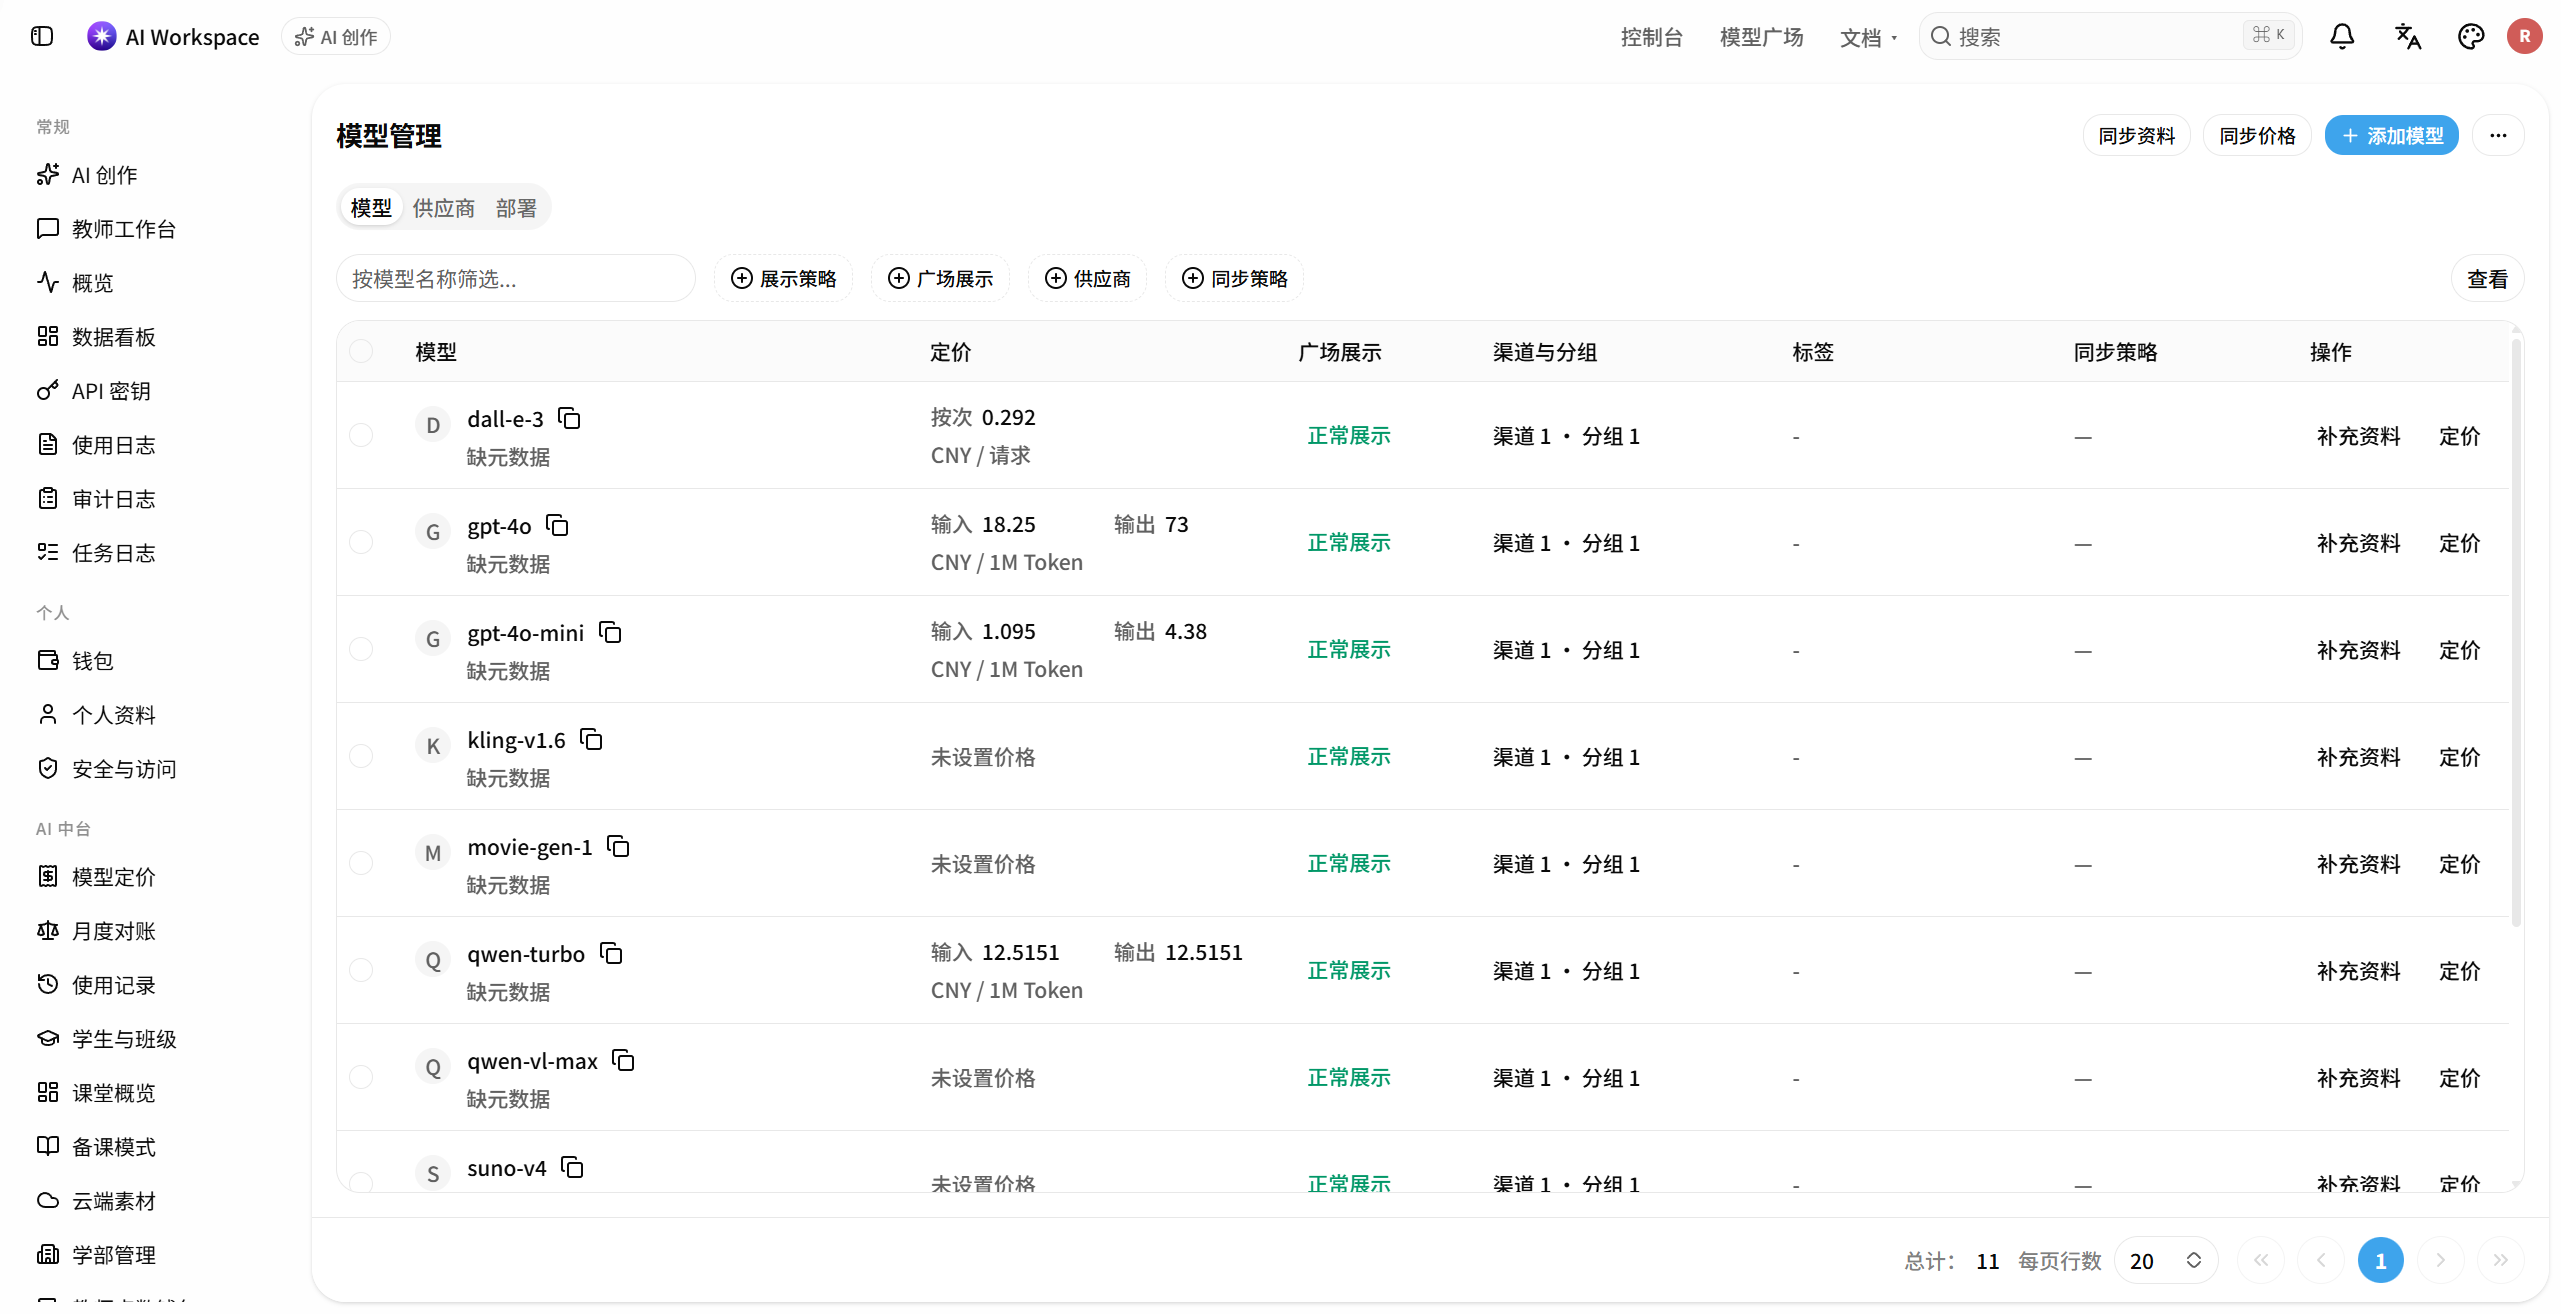 AI Workspace
AI 创作
控制台
模型广场
文档
搜索
⌘ K
R
常规
AI 创作
教师工作台
概览
数据看板
API 密钥
使用日志
审计日志
任务日志
个人
钱包
个人资料
安全与访问
AI 中台
模型定价
月度对账
使用记录
学生与班级
课堂概览
备课模式
云端素材
学部管理
模型管理
同步资料
同步价格
+ 添加模型
...
模型 供应商 部署
按模型名称筛选...
展示策略
广场展示
供应商
同步策略
查看
模型 定价 广场展示 渠道与分组 标签 同步策略 操作
D dall-e-3
缺元数据
按次 0.292
CNY / 请求
正常展示 渠道 1 · 分组 1 - — 补充资料 定价
G gpt-4o
缺元数据
输入 18.25 输出 73
CNY / 1M Token
正常展示 渠道 1 · 分组 1 - — 补充资料 定价
G gpt-4o-mini
缺元数据
输入 1.095 输出 4.38
CNY / 1M Token
正常展示 渠道 1 · 分组 1 - — 补充资料 定价
K kling-v1.6
缺元数据
未设置价格 正常展示 渠道 1 · 分组 1 - — 补充资料 定价
M movie-gen-1
缺元数据
未设置价格 正常展示 渠道 1 · 分组 1 - — 补充资料 定价
Q qwen-turbo
缺元数据
输入 12.5151 输出 12.5151
CNY / 1M Token
正常展示 渠道 1 · 分组 1 - — 补充资料 定价
Q qwen-vl-max
缺元数据
未设置价格 正常展示 渠道 1 · 分组 1 - — 补充资料 定价
S suno-v4
未设置价格 正常展示 渠道 1 · 分组 1 - — 补充资料 定价
总计： 11 每页行数 20 « ‹ 1 › »